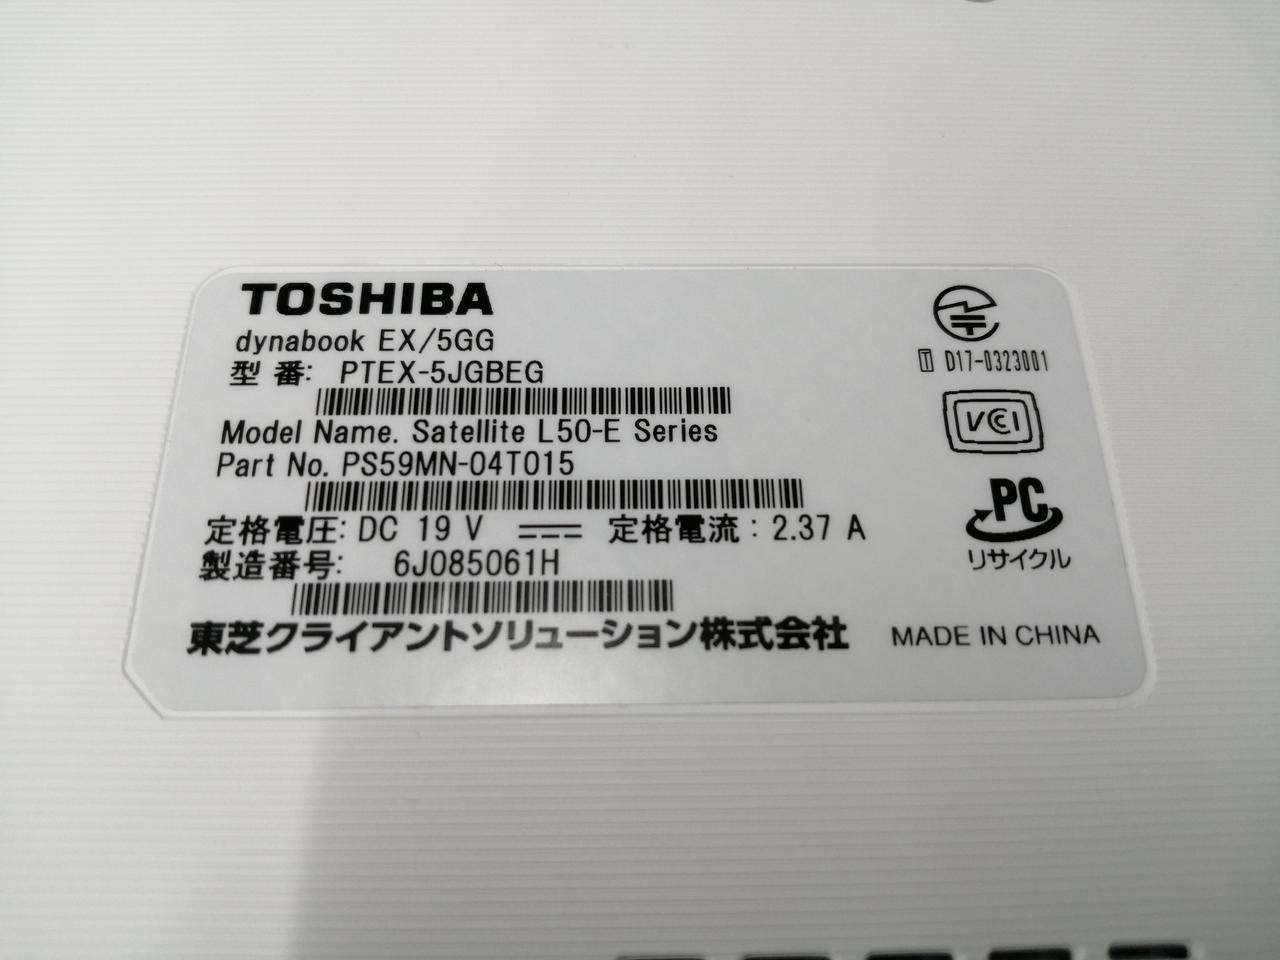 TOSHIBA
dynabook EX/5GG
型 番: PTEX-5JGBEG
Model Name. Satellite L50-E Series
Part No. PS59MN-04T015
定格電圧: DC 19 V ⎓ 定格電流: 2.37 A
製造番号: 6J085061H
東芝クライアントソリューション株式会社
T D17-0323001
VCCI
PC
リサイクル
MADE IN CHINA